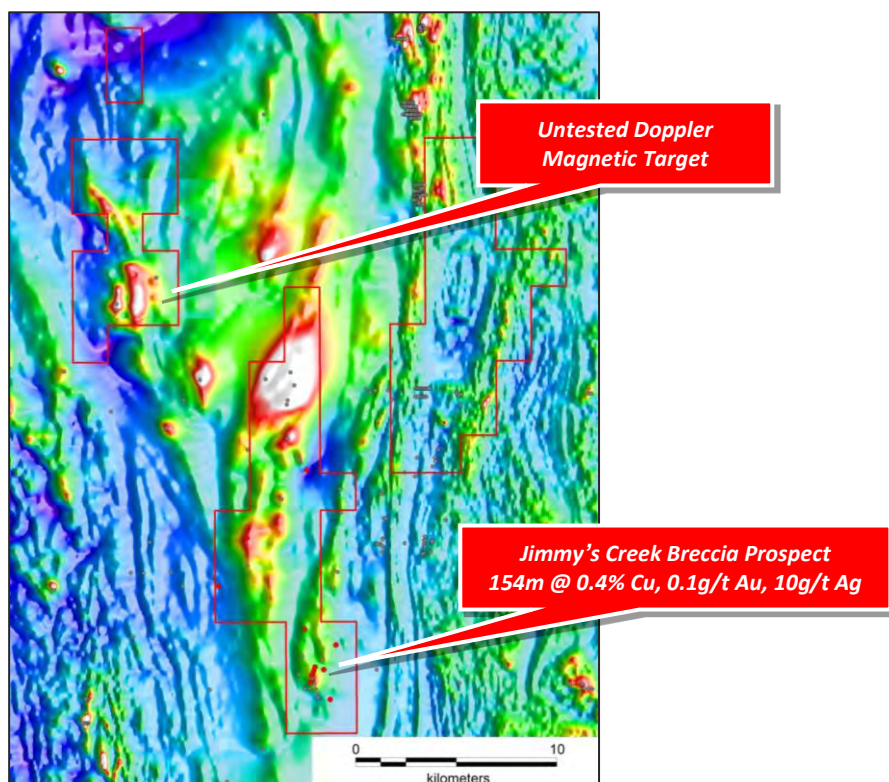 Untested Doppler
Magnetic Target
Jimmy’s Creek Breccia Prospect
154m @ 0.4% Cu, 0.1g/t Au, 10g/t Ag
0 10
kilometers